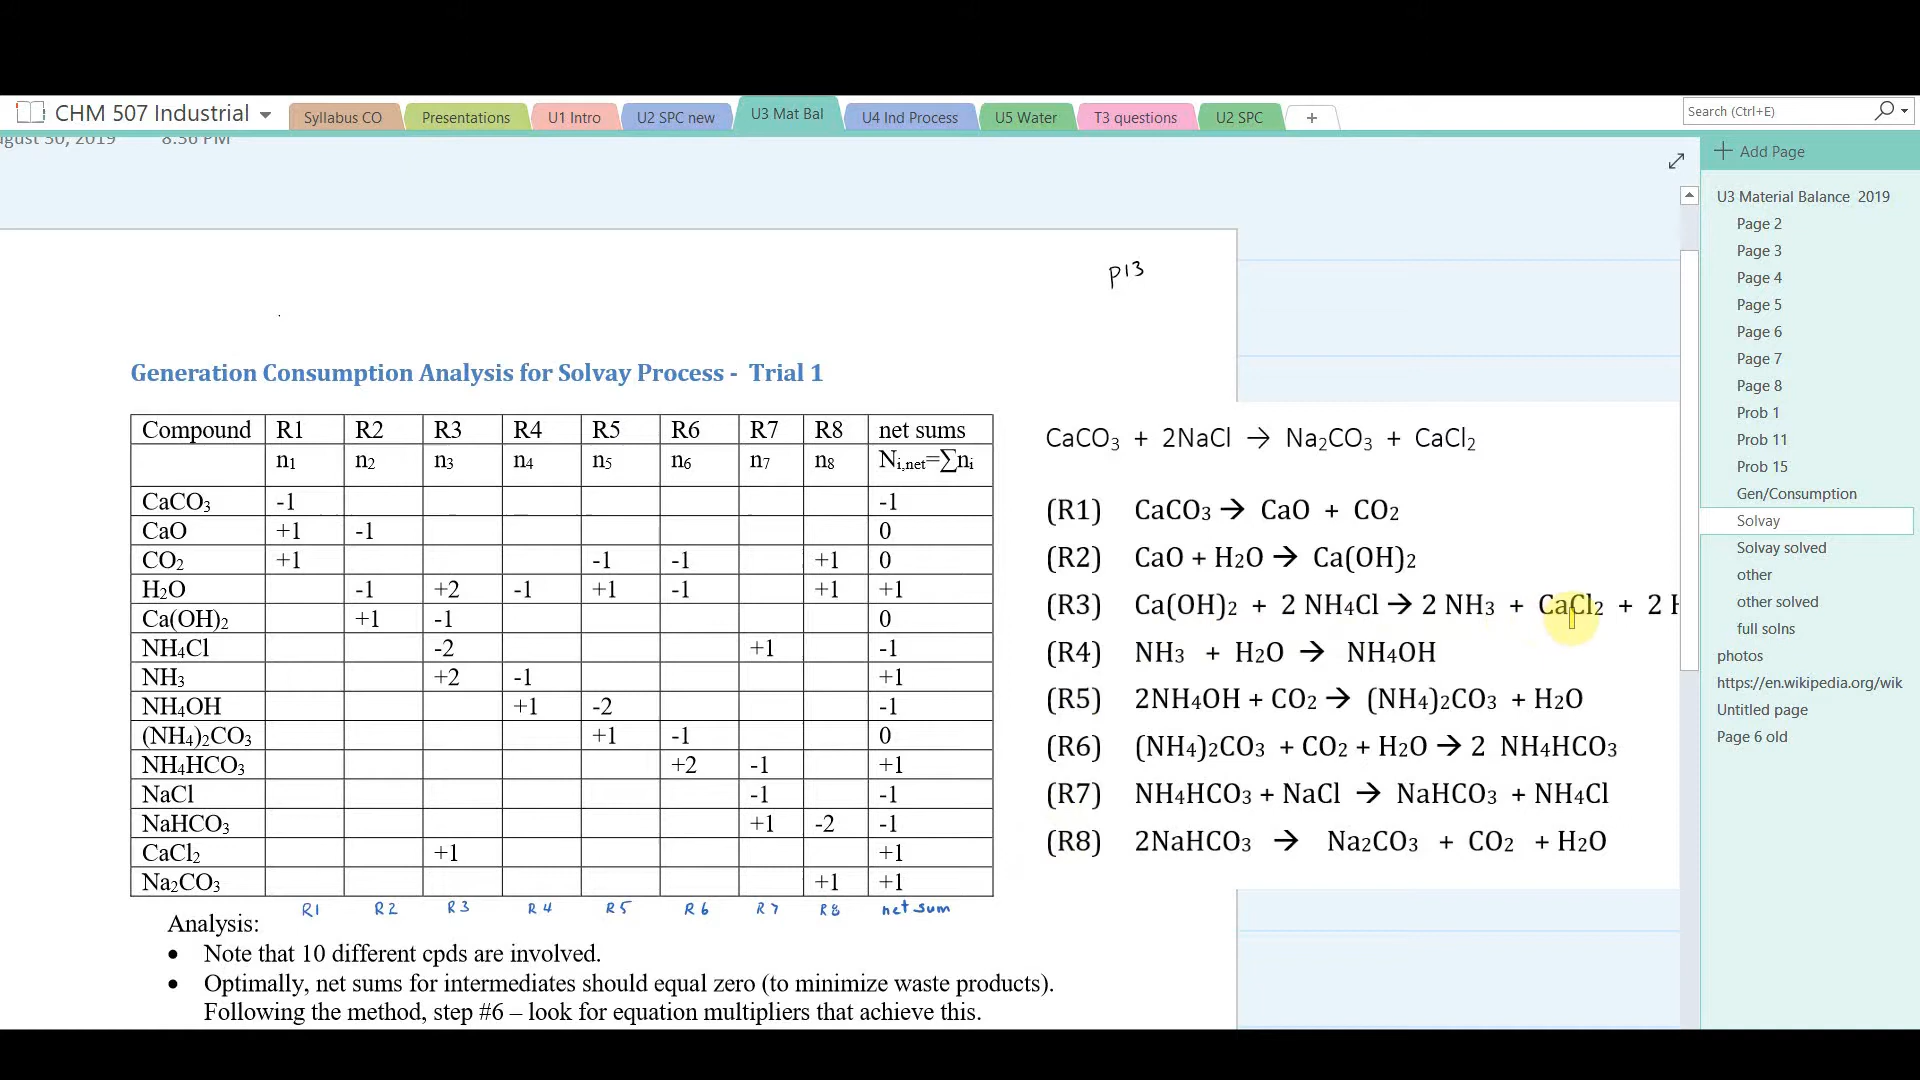 CHM 507 Industrial
Syllabus CO
Presentations
U1 Intro
U2 SPC new
U3 Mat Bal
U4 Ind Process
U5 Water
T3 questions
U2 SPC
+
Search (Ctrl+E)
gust 30, 2019 8:36 PM
Add Page
U3 Material Balance 2019
Page 2
Page 3
Page 4
Page 5
Page 6
Page 7
Page 8
Prob 1
Prob 11
Prob 15
Gen/Consumption
Solvay
Solvay solved
other
other solved
full solns
photos
https://en.wikipedia.org/wik
Untitled page
Page 6 old
P13
Generation Consumption Analysis for Solvay Process - Trial 1
Compound R1 R2 R3 R4 R5 R6 R7 R8 net sums
n₁ n₂ n₃ n₄ n₅ n₆ n₇ n₈ Nᵢ,net=∑nᵢ
CaCO₃ -1 -1
CaO +1 -1 0
CO₂ +1 -1 -1 +1 0
H₂O -1 +2 -1 +1 -1 +1 +1
Ca(OH)₂ +1 -1 0
NH₄Cl -2 +1 -1
NH₃ +2 -1 +1
NH₄OH +1 -2 -1
(NH₄)₂CO₃ +1 -1 0
NH₄HCO₃ +2 -1 +1
NaCl -1 -1
NaHCO₃ +1 -2 -1
CaCl₂ +1 +1
Na₂CO₃ +1 +1
R1 R2 R3 R4 R5 R6 R7 R8 net sum
CaCO₃ + 2NaCl → Na₂CO₃ + CaCl₂
(R1) CaCO₃ → CaO + CO₂
(R2) CaO + H₂O → Ca(OH)₂
(R3) Ca(OH)₂ + 2 NH₄Cl → 2 NH₃ + CaCl₂ + 2 H
(R4) NH₃ + H₂O → NH₄OH
(R5) 2NH₄OH + CO₂ → (NH₄)₂CO₃ + H₂O
(R6) (NH₄)₂CO₃ + CO₂ + H₂O → 2 NH₄HCO₃
(R7) NH₄HCO₃ + NaCl → NaHCO₃ + NH₄Cl
(R8) 2NaHCO₃ → Na₂CO₃ + CO₂ + H₂O
Analysis:
• Note that 10 different cpds are involved.
• Optimally, net sums for intermediates should equal zero (to minimize waste products).
Following the method, step #6 – look for equation multipliers that achieve this.